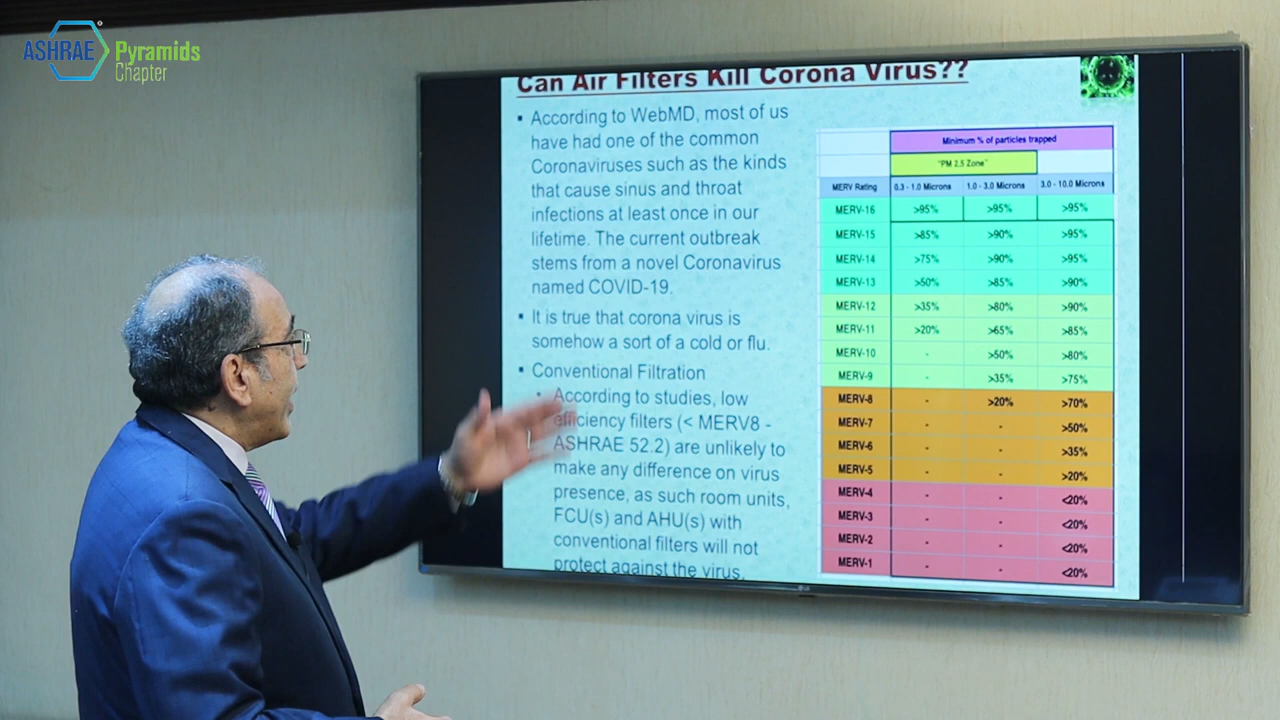 ASHRAE Pyramids
Chapter
Can Air Filters Kill Corona Virus??
▪ According to WebMD, most of us
have had one of the common
Coronaviruses such as the kinds
that cause sinus and throat
infections at least once in our
lifetime. The current outbreak
stems from a novel Coronavirus
named COVID-19.
▪ It is true that corona virus is
somehow a sort of a cold or flu.
▪ Conventional Filtration
▪ According to studies, low
efficiency filters (< MERV8 -
ASHRAE 52.2) are unlikely to
make any difference on virus
presence, as such room units,
FCU(s) and AHU(s) with
conventional filters will not
protect against the virus.
Minimum % of particles trapped
"PM 2.5 Zone"
MERV Rating 0.3 - 1.0 Microns 1.0 - 3.0 Microns 3.0 - 10.0 Microns
MERV-16 >95% >95% >95%
MERV-15 >85% >90% >95%
MERV-14 >75% >90% >95%
MERV-13 >50% >85% >90%
MERV-12 >35% >80% >90%
MERV-11 >20% >65% >85%
MERV-10 - >50% >80%
MERV-9 - >35% >75%
MERV-8 - >20% >70%
MERV-7 - - >50%
MERV-6 - - >35%
MERV-5 - - >20%
MERV-4 - - <20%
MERV-3 - - <20%
MERV-2 - - <20%
MERV-1 - - <20%
LG